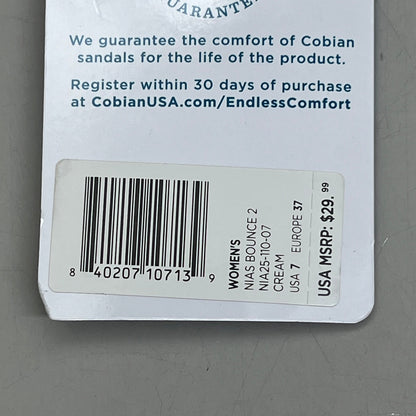 GUARANTEE
We guarantee the comfort of Cobian
sandals for the life of the product.
Register within 30 days of purchase
at CobianUSA.com/EndlessComfort
8 40207 10713 9
WOMEN'S
NIAS BOUNCE 2
NIA25-110-07
CREAM
USA 7 EUROPE 37
USA MSRP: $29.99